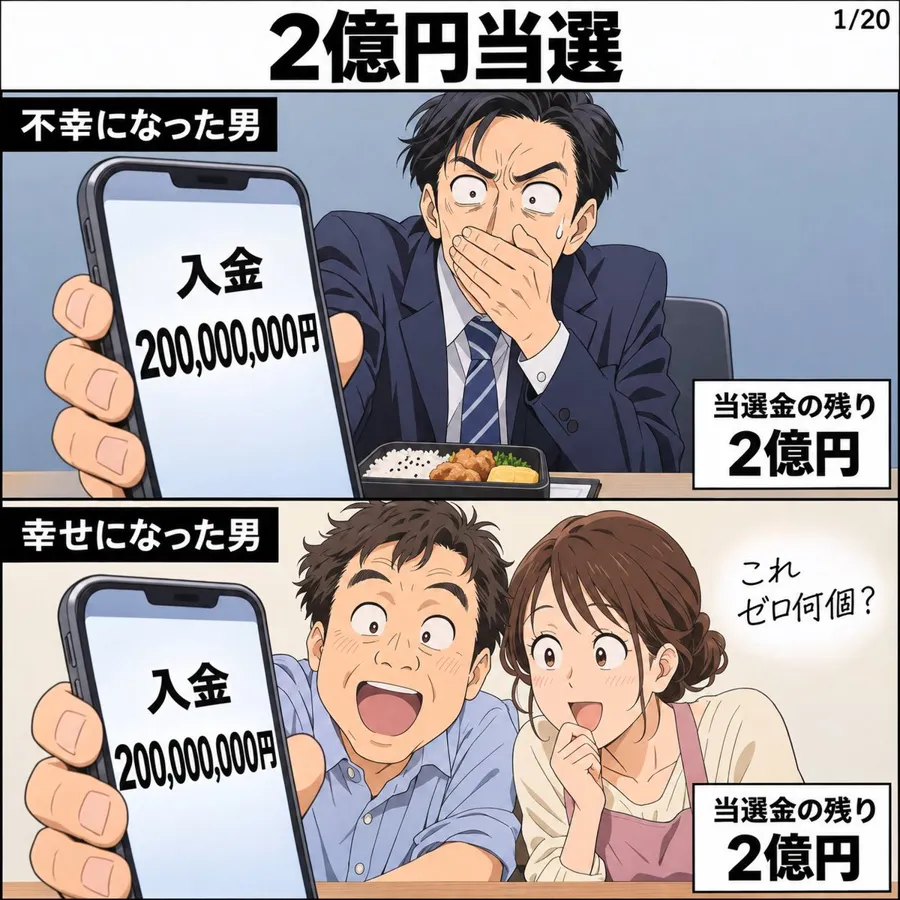 2億円当選
1/20
不幸になった男
入金
200,000,000円
当選金の残り
2億円
幸せになった男
入金
200,000,000円
これ
ゼロ何個?
当選金の残り
2億円